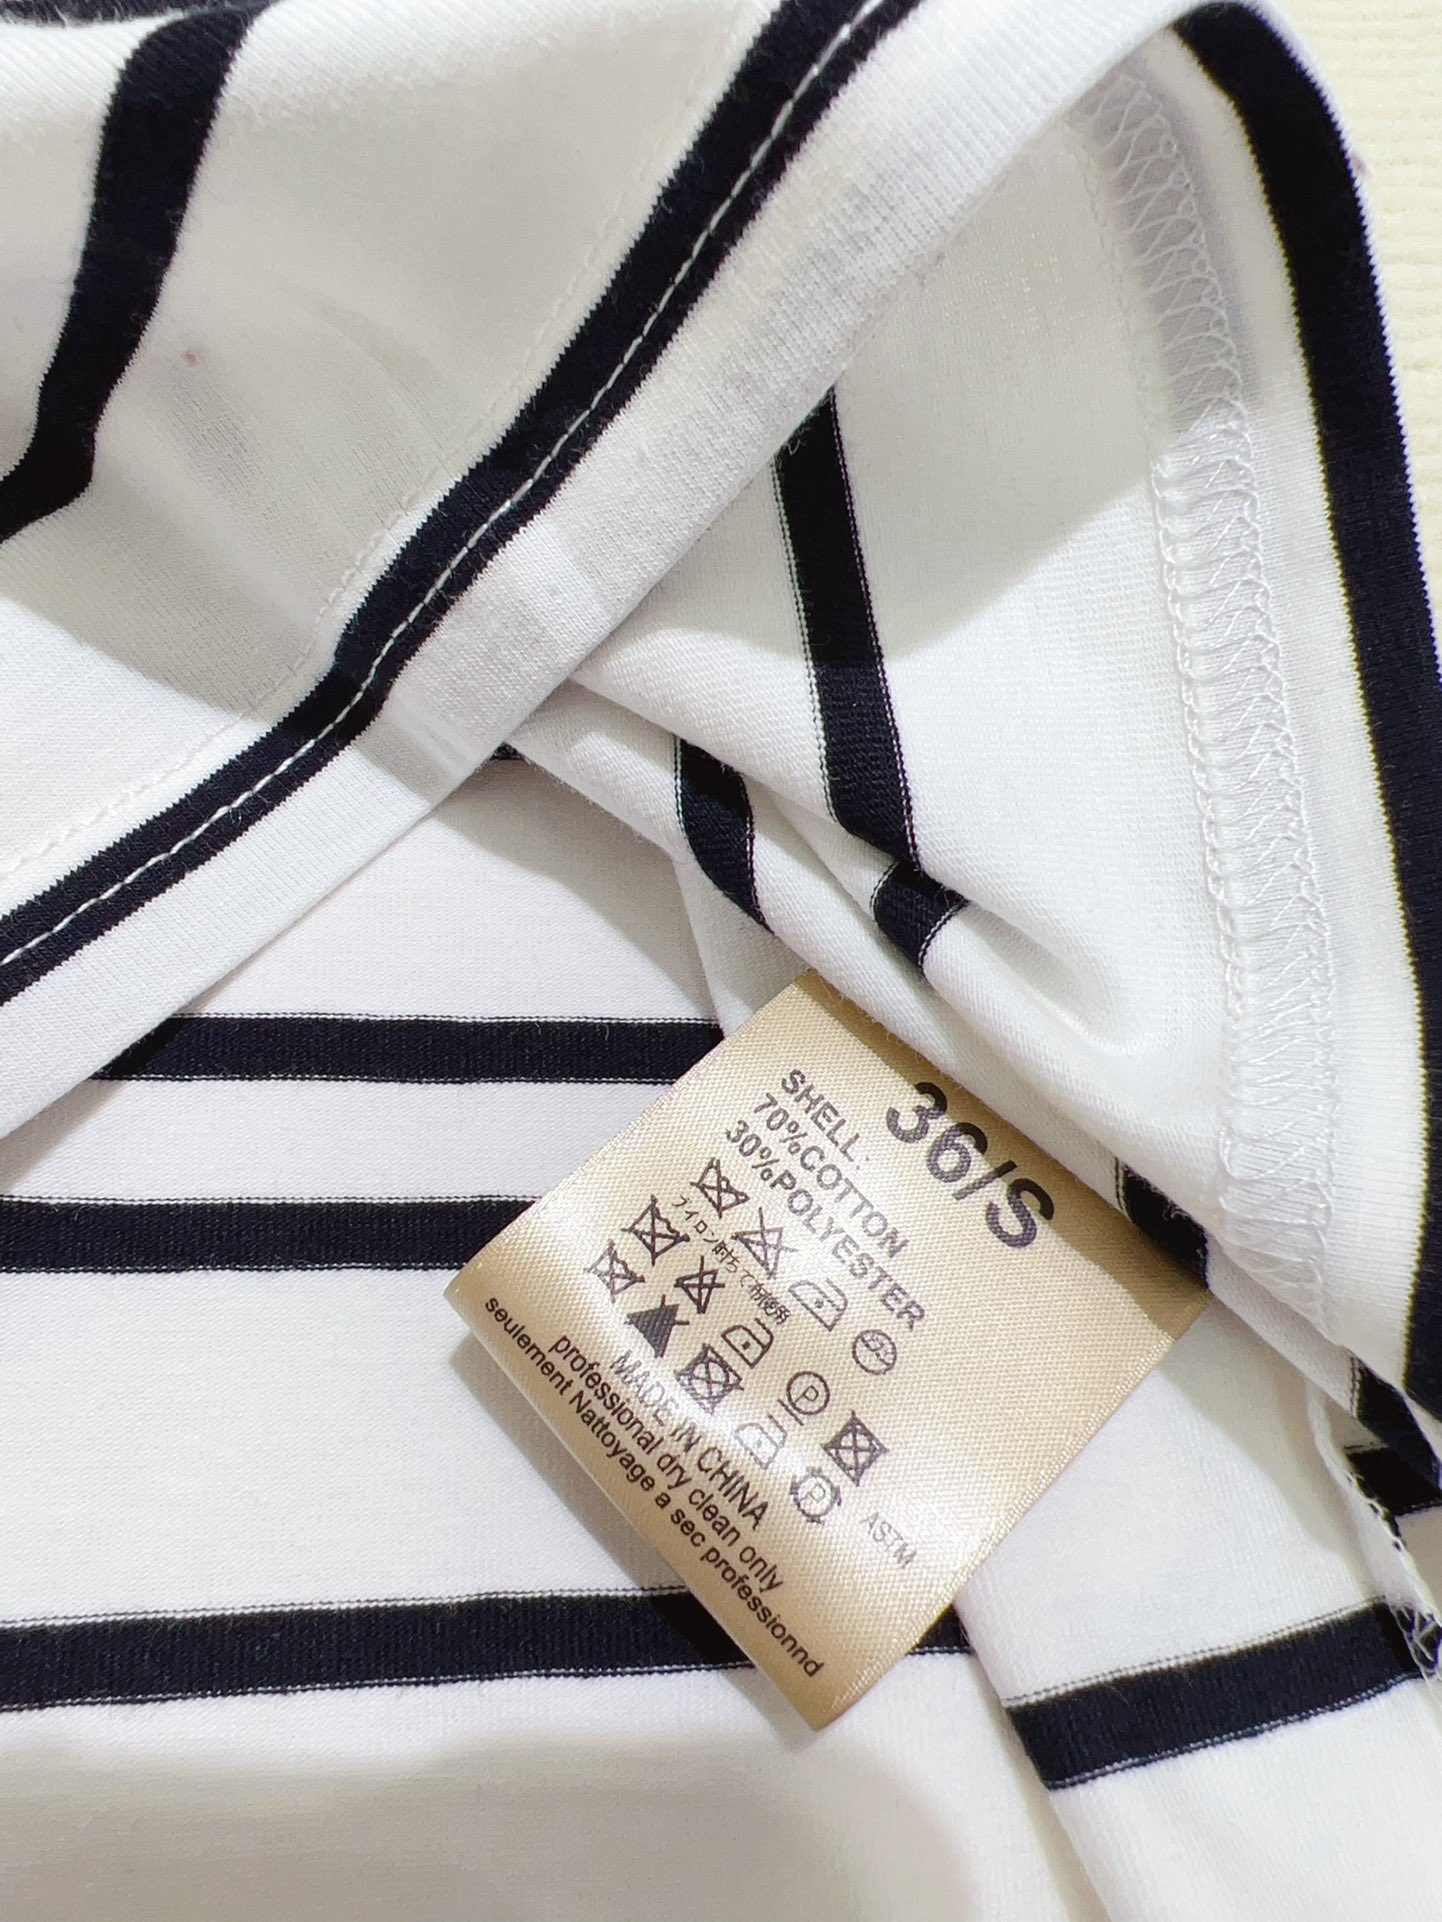 36/S
SHELL:
70%COTTON
30%POLYESTER
MADE IN CHINA
ASTM
professional dry clean only
seulement Nattoyage a sec professionnd